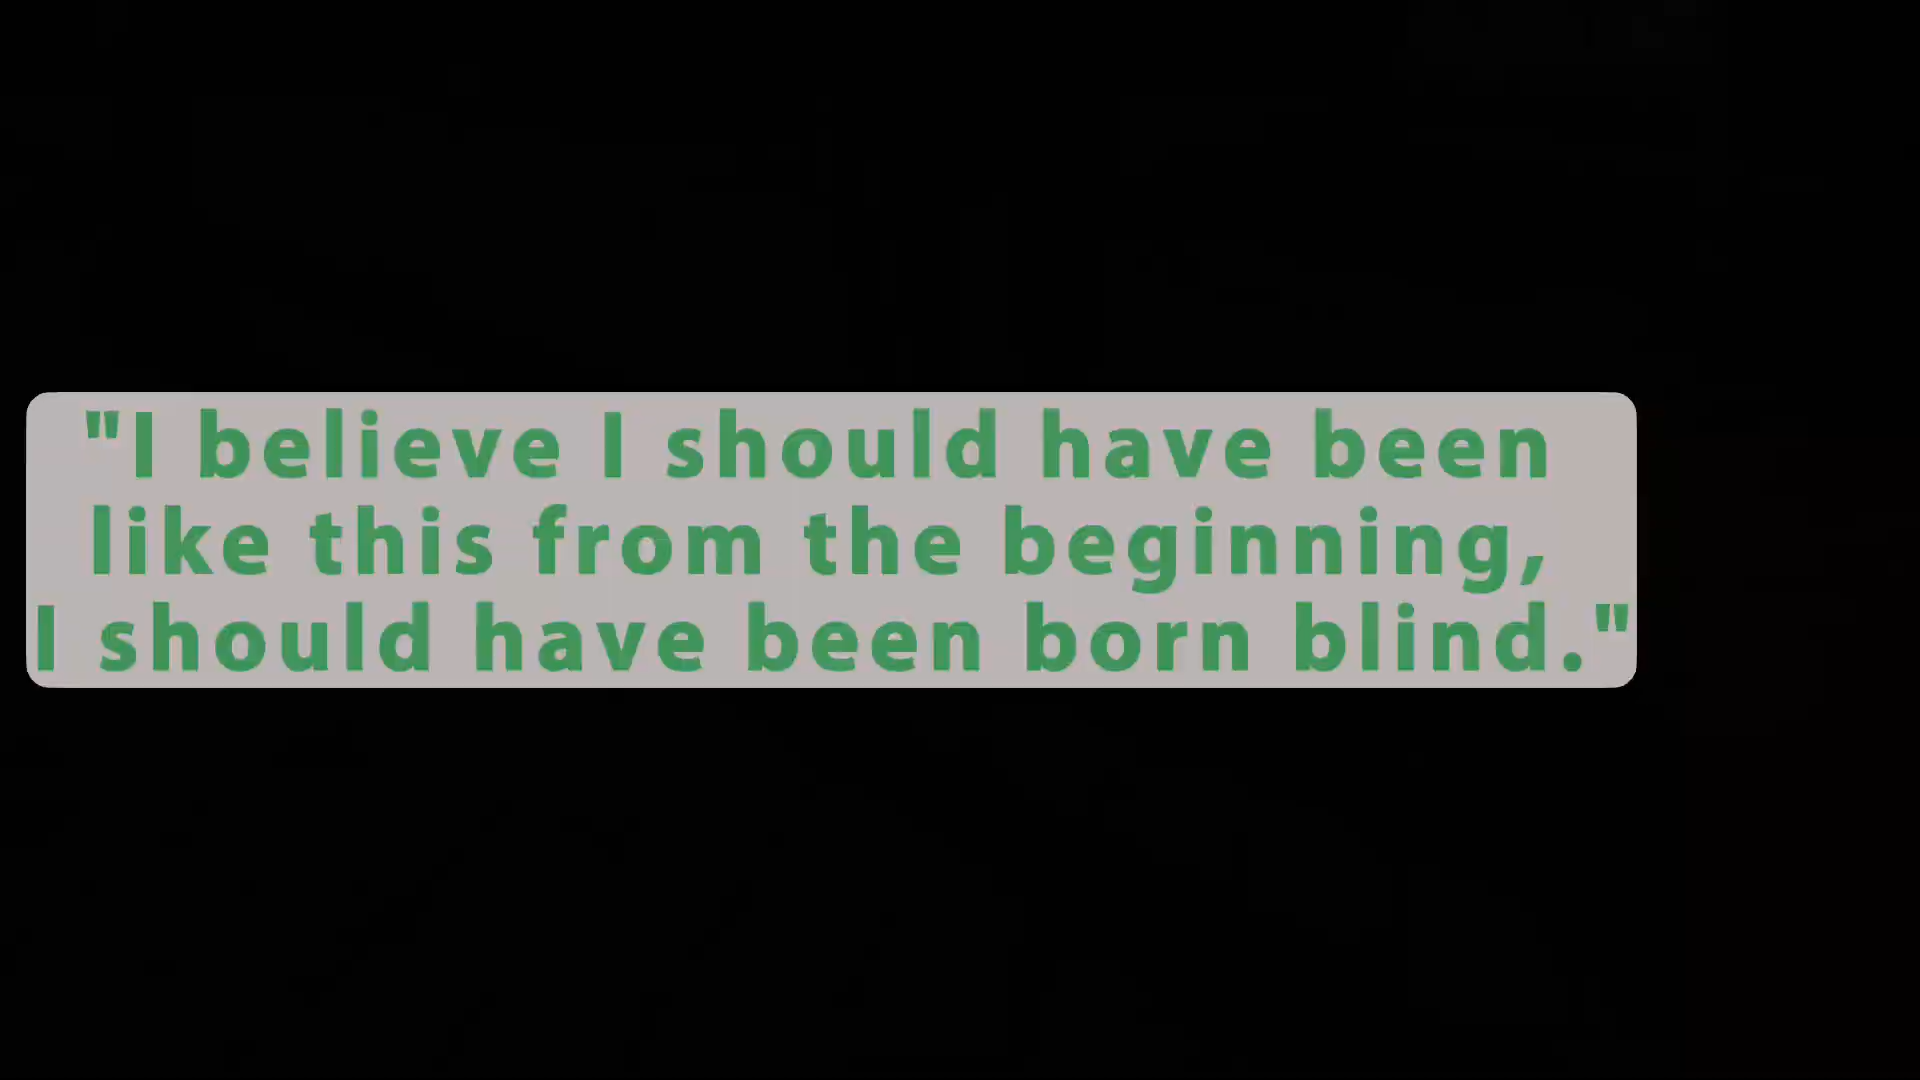 "I believe I should have been
like this from the beginning,
I should have been born blind."